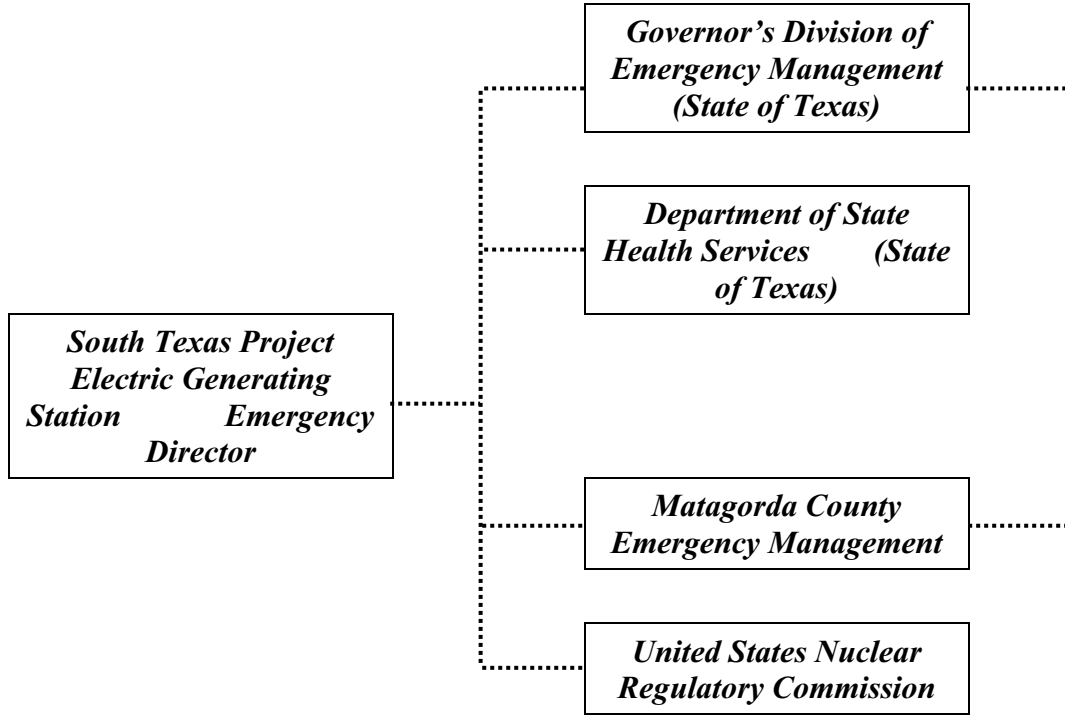 Governor’s Division of
Emergency Management
(State of Texas)
Department of State
Health Services (State
of Texas)
South Texas Project
Electric Generating
Station Emergency
Director
Matagorda County
Emergency Management
United States Nuclear
Regulatory Commission